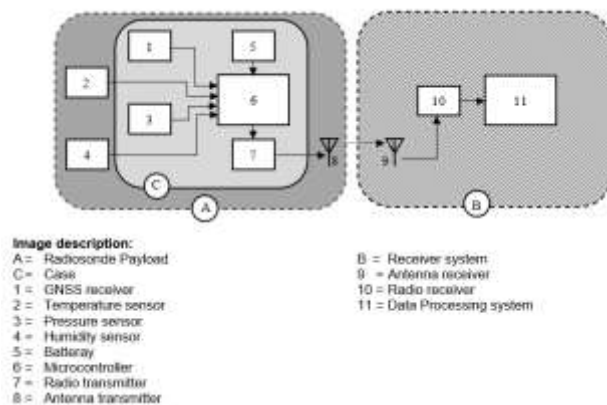 1
5
2
6
3
4
7
8
C
A
10
11
9
B
Image description:
A = Radiosonde Payload
C = Case
1 = GNSS receiver
2 = Temperature sensor
3 = Pressure sensor
4 = Humidity sensor
5 = Batteray
6 = Microcontroller
7 = Radio transmitter
8 = Antenna transmitter
B = Receiver system
9 = Antenna receiver
10 = Radio receiver
11 = Data Processing system